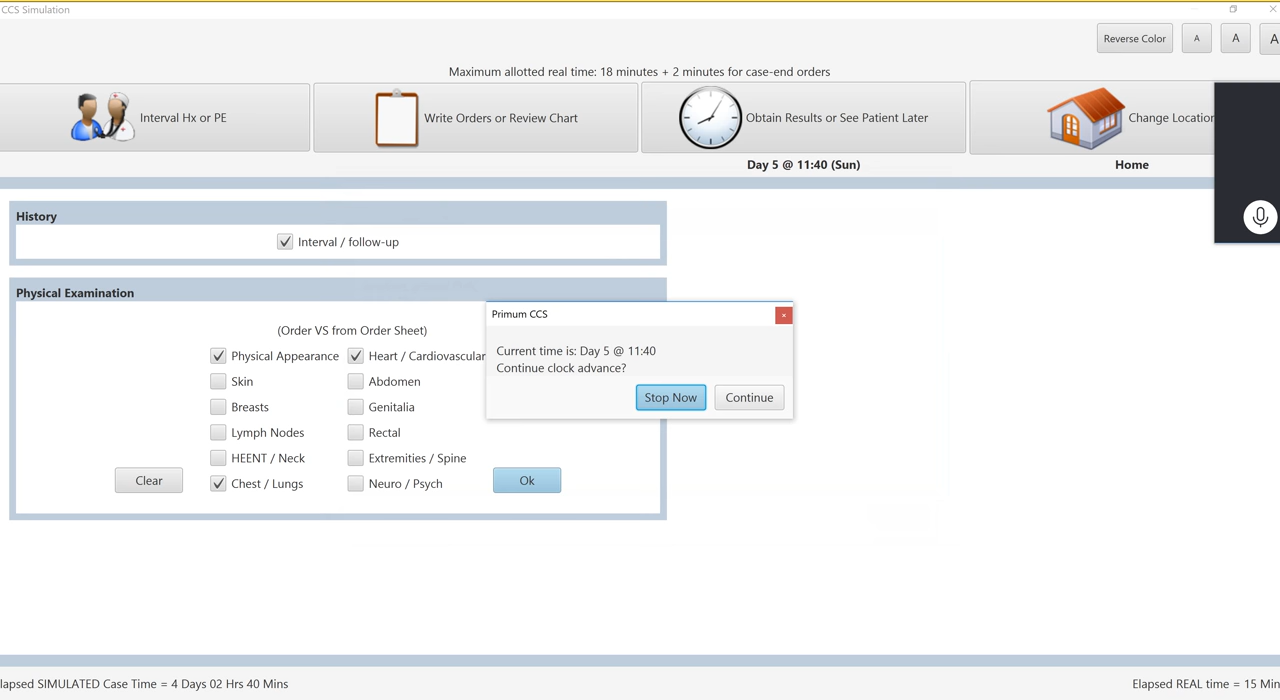 CCS Simulation
Reverse Color A A A
Maximum allotted real time: 18 minutes + 2 minutes for case-end orders
Interval Hx or PE
Write Orders or Review Chart
Obtain Results or See Patient Later
Change Location
Day 5 @ 11:40 (Sun)
Home
History
Interval / follow-up
Physical Examination
(Order VS from Order Sheet)
Physical Appearance
Heart / Cardiovascular
Skin
Abdomen
Breasts
Genitalia
Lymph Nodes
Rectal
HEENT / Neck
Extremities / Spine
Chest / Lungs
Neuro / Psych
Clear
Ok
Primum CCS
×
Current time is: Day 5 @ 11:40
Continue clock advance?
Stop Now
Continue
lapsed SIMULATED Case Time = 4 Days 02 Hrs 40 Mins
Elapsed REAL time = 15 Min